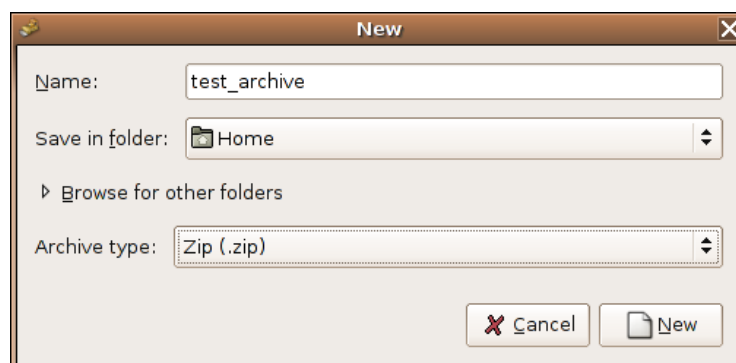 New
Name: test_archive
Save in folder: Home
Browse for other folders
Archive type: Zip (.zip)
Cancel New